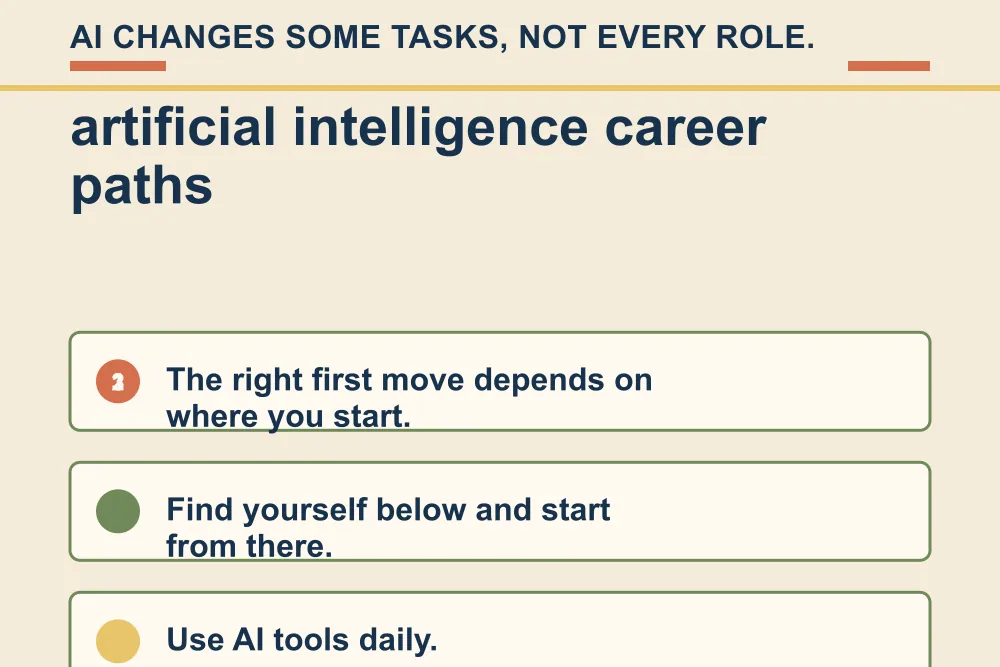 AI CHANGES SOME TASKS, NOT EVERY ROLE.
artificial intelligence career
paths
The right first move depends on
where you start.
Find yourself below and start
from there.
Use AI tools daily.